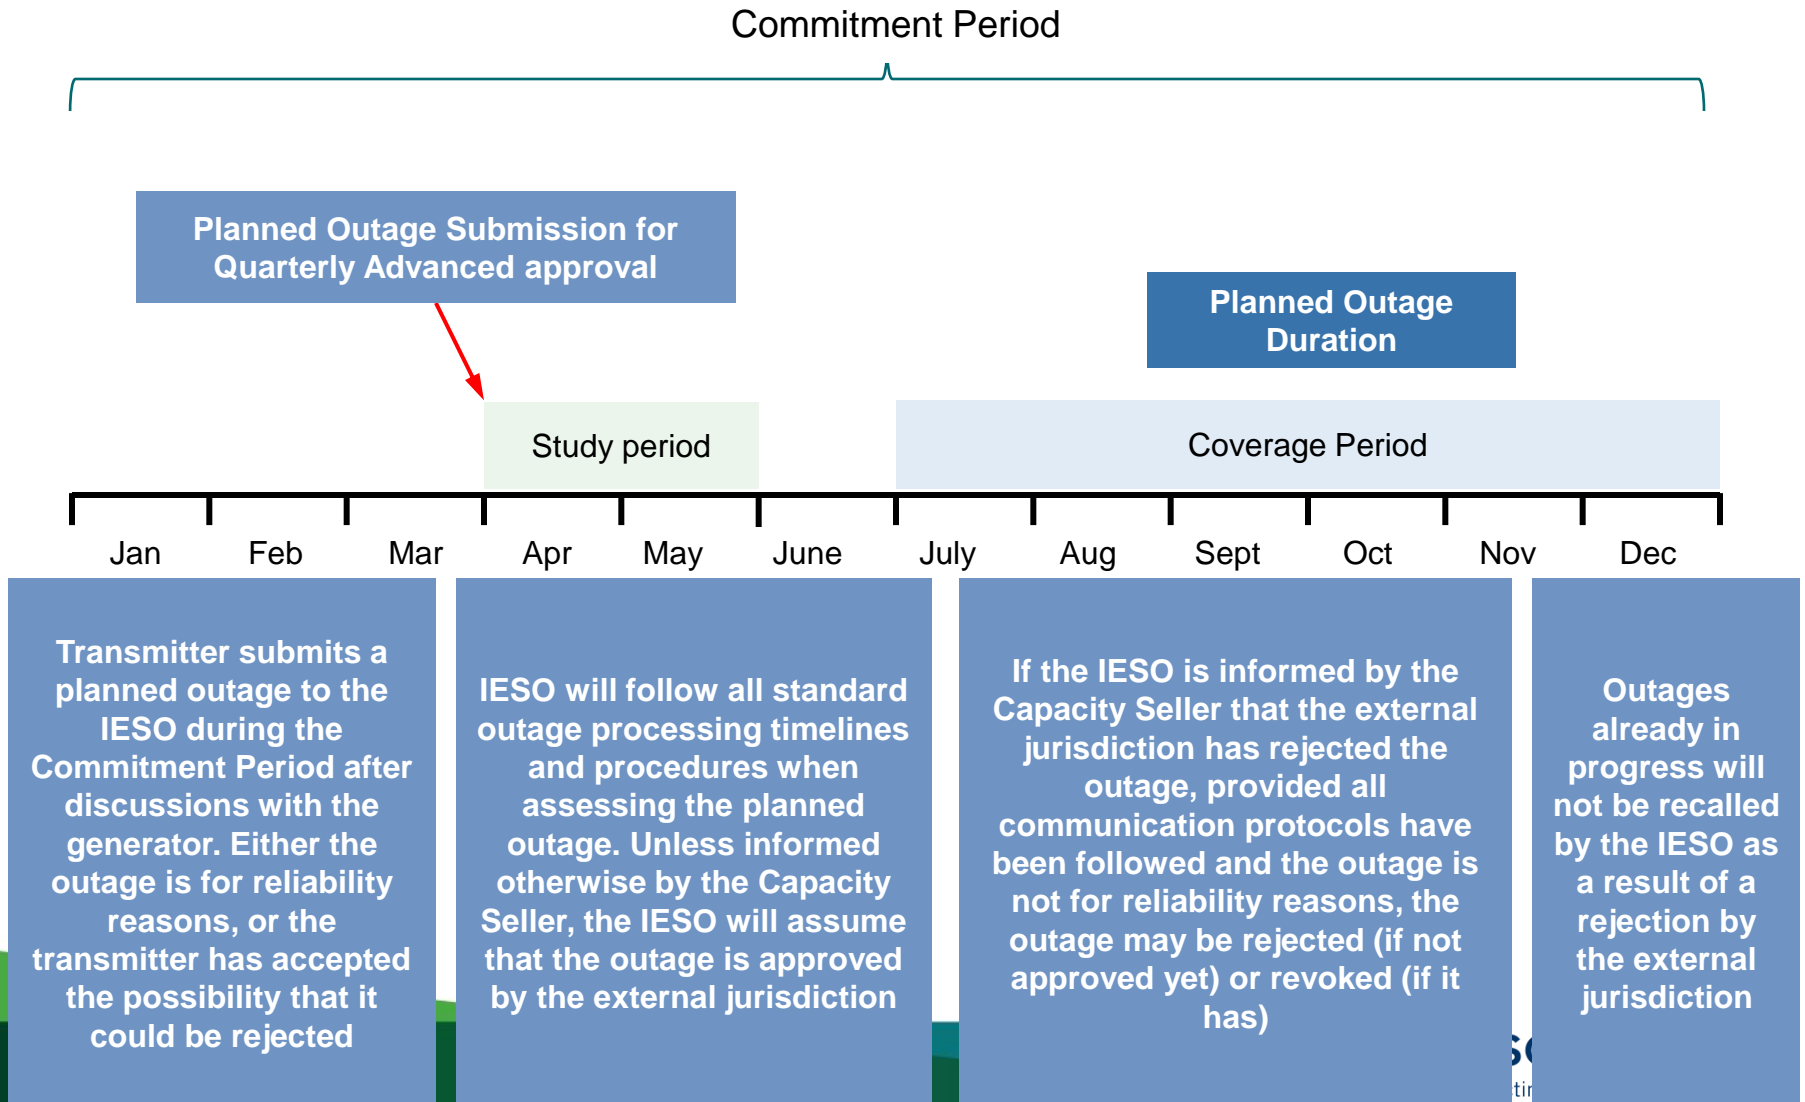 Commitment Period
Planned Outage Submission for
Quarterly Advanced approval
Planned Outage
Duration
Study period
Coverage Period
Jan Feb Mar Apr May June July Aug Sept Oct Nov Dec
Transmitter submits a
planned outage to the
IESO during the
Commitment Period after
discussions with the
generator. Either the
outage is for reliability
reasons, or the
transmitter has accepted
the possibility that it
could be rejected
IESO will follow all standard
outage processing timelines
and procedures when
assessing the planned
outage. Unless informed
otherwise by the Capacity
Seller, the IESO will assume
that the outage is approved
by the external jurisdiction
If the IESO is informed by the
Capacity Seller that the external
jurisdiction has rejected the
outage, provided all
communication protocols have
been followed and the outage is
not for reliability reasons, the
outage may be rejected (if not
approved yet) or revoked (if it
has)
Outages
already in
progress will
not be recalled
by the IESO as
a result of a
rejection by
the external
jurisdiction